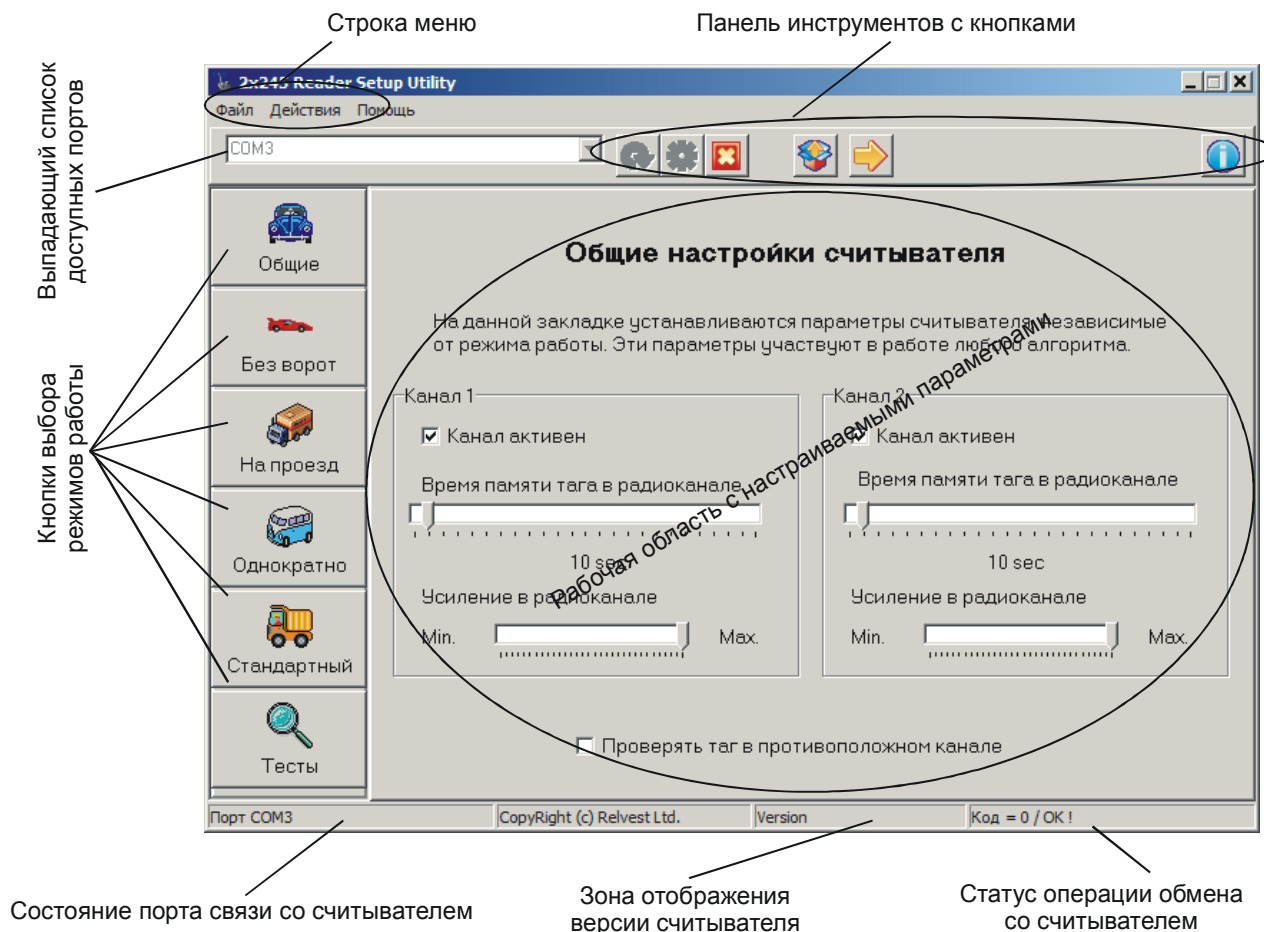 Строка меню
Панель инструментов с кнопками
Выпадающий список
доступных портов
2x245 Reader Setup Utility
Файл Действия Помощь
COM3
Общие
Без ворот
На проезд
Однократно
Стандартный
Тесты
Кнопки выбора
режимов работы
Общие настройки считывателя
На данной закладке устанавливаются параметры считывателя, независимые
от режима работы. Эти параметры участвуют в работе любого алгоритма.
Рабочая область с настраиваемыми параметрами
Канал 1
Канал активен
Время памяти тага в радиоканале
10 sec
Усиление в радиоканале
Min. Max.
Канал 2
Канал активен
Время памяти тага в радиоканале
10 sec
Усиление в радиоканале
Min. Max.
Проверять таг в противоположном канале
Порт COM3
CopyRight (c) Relvest Ltd.
Version
Код = 0 / OK !
Состояние порта связи со считывателем
Зона отображения
версии считывателя
Статус операции обмена
со считывателем